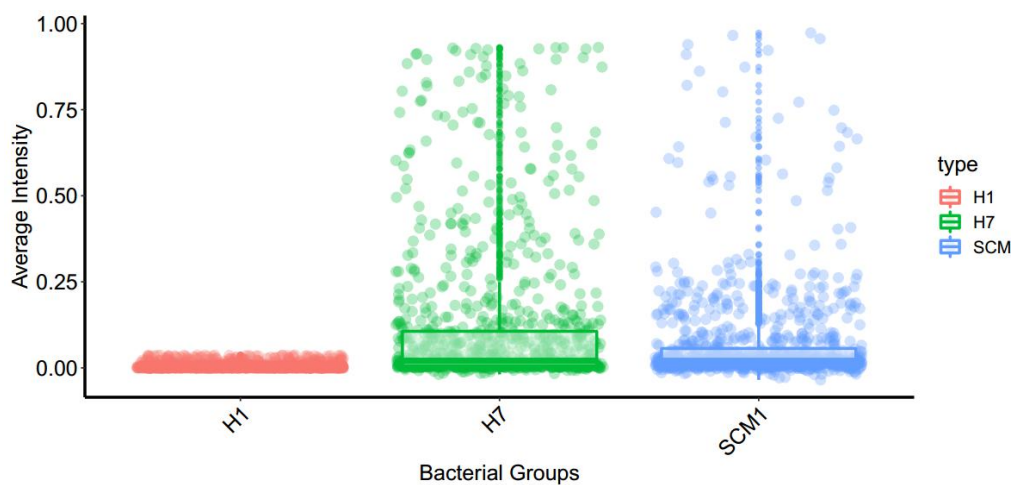 1.00
0.75
0.50
0.25
0.00
Average Intensity
H1
H7
SCM1
Bacterial Groups
type
H1
H7
SCM